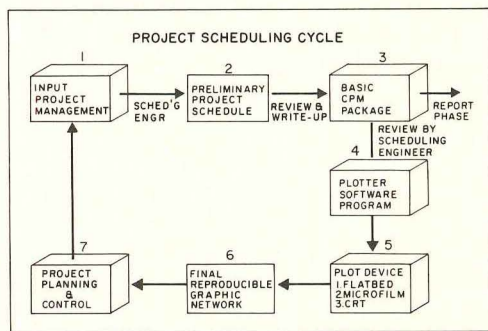 PROJECT SCHEDULING CYCLE
1
INPUT
PROJECT
MANAGEMENT
SCHED'G
ENGR
2
PRELIMINARY
PROJECT
SCHEDULE
REVIEW &
WRITE-UP
3
BASIC
CPM
PACKAGE
REPORT
PHASE
REVIEW BY
SCHEDULING
ENGINEER
4
PLOTTER
SOFTWARE
PROGRAM
5
PLOT DEVICE
1.FLATBED
2.MICROFILM
3.CRT
6
FINAL
REPRODUCIBLE
GRAPHIC
NETWORK
7
PROJECT
PLANNING
&
CONTROL